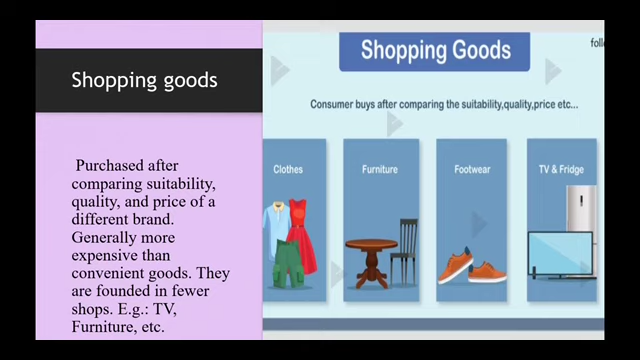 Shopping goods
Purchased after
comparing suitability,
quality, and price of a
different brand.
Generally more
expensive than
convenient goods. They
are founded in fewer
shops. E.g.: TV,
Furniture, etc.
Shopping Goods
Consumer buys after comparing the suitability,quality,price etc...
Clothes
Furniture
Footwear
TV & Fridge